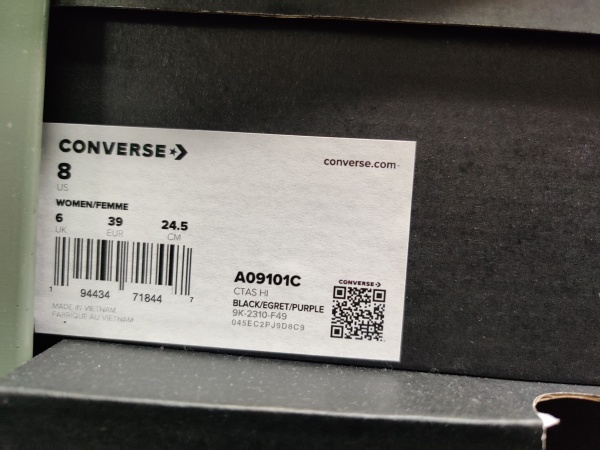 CONVERSE
converse.com
8
US
WOMEN/FEMME
6 39 24.5
UK EUR CM
1 94434 71844 7
MADE IN VIETNAM
FABRIQUÉ AU VIETNAM
A09101C
CTAS HI
BLACK/EGRET/PURPLE
9K-2310-F49
045EC2PJ9D8C9
CONVERSE